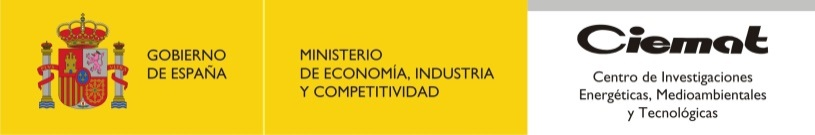 GOBIERNO
DE ESPAÑA
MINISTERIO
DE ECONOMÍA, INDUSTRIA
Y COMPETITIVIDAD
Ciemat
Centro de Investigaciones
Energéticas, Medioambientales
y Tecnológicas